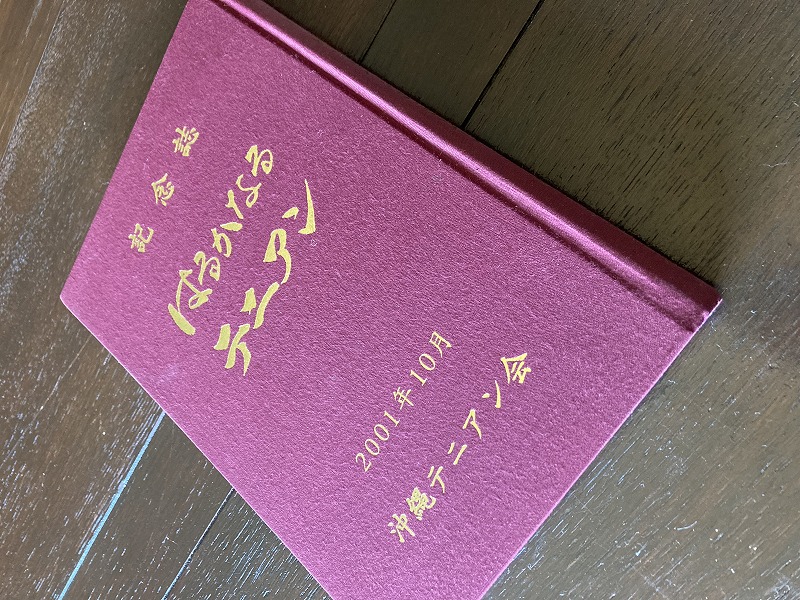 記念誌
はるかなる
テニアン
2001年10月
沖縄テニアン会